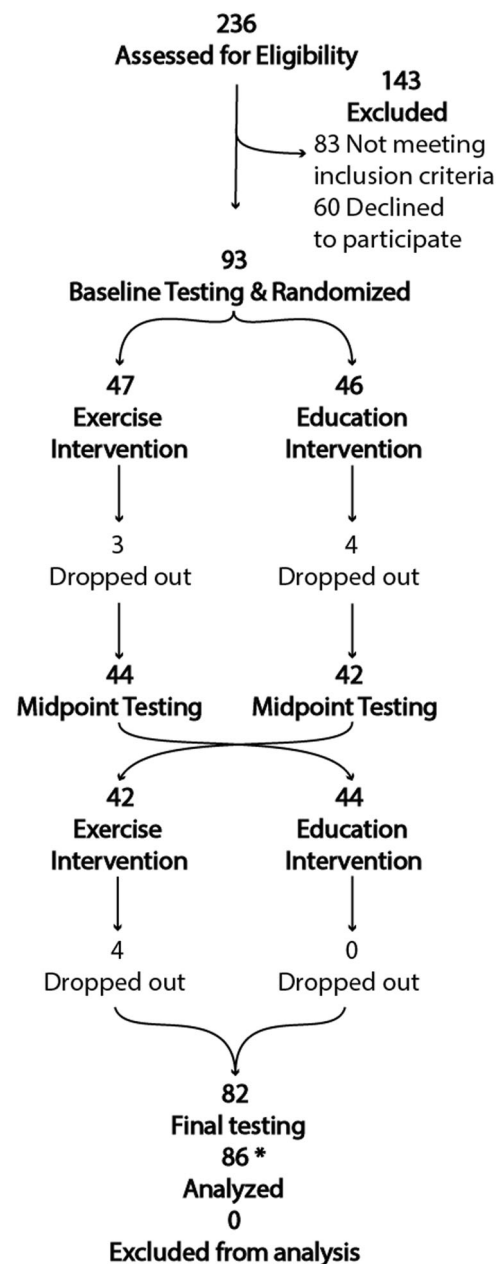 236
Assessed for Eligibility
143
Excluded
83 Not meeting
inclusion criteria
60 Declined
to participate
93
Baseline Testing & Randomized
47
Exercise
Intervention
46
Education
Intervention
3
Dropped out
4
Dropped out
44
Midpoint Testing
42
Midpoint Testing
42
Exercise
Intervention
44
Education
Intervention
4
Dropped out
0
Dropped out
82
Final testing
86 *
Analyzed
0
Excluded from analysis